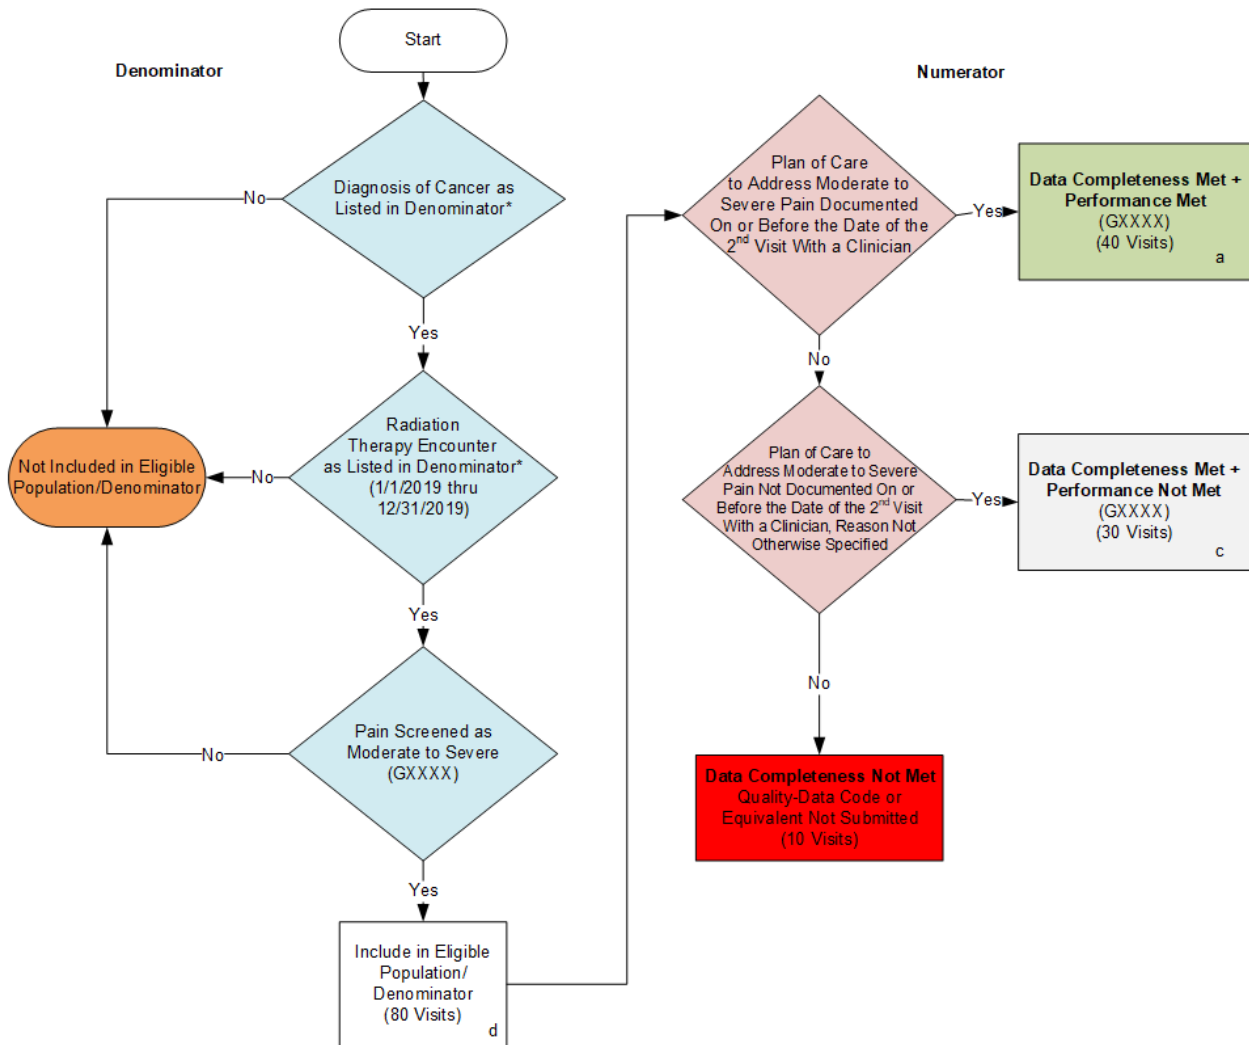 Start
Denominator
Diagnosis of Cancer as
Listed in Denominator*
No
Yes
Radiation
Therapy Encounter
as Listed in Denominator*
(1/1/2019 thru
12/31/2019)
No
Not Included in Eligible
Population/Denominator
Yes
Pain Screened as
Moderate to Severe
(GXXXX)
No
Yes
Include in Eligible
Population/
Denominator
(80 Visits)
d
Numerator
Plan of Care
to Address Moderate to
Severe Pain Documented
On or Before the Date of the
2nd Visit With a Clinician
Yes
Data Completeness Met +
Performance Met
(GXXXX)
(40 Visits)
a
No
Plan of Care to
Address Moderate to Severe
Pain Not Documented On or
Before the Date of the 2nd Visit
With a Clinician, Reason Not
Otherwise Specified
Yes
Data Completeness Met +
Performance Not Met
(GXXXX)
(30 Visits)
c
No
Data Completeness Not Met
Quality-Data Code or
Equivalent Not Submitted
(10 Visits)